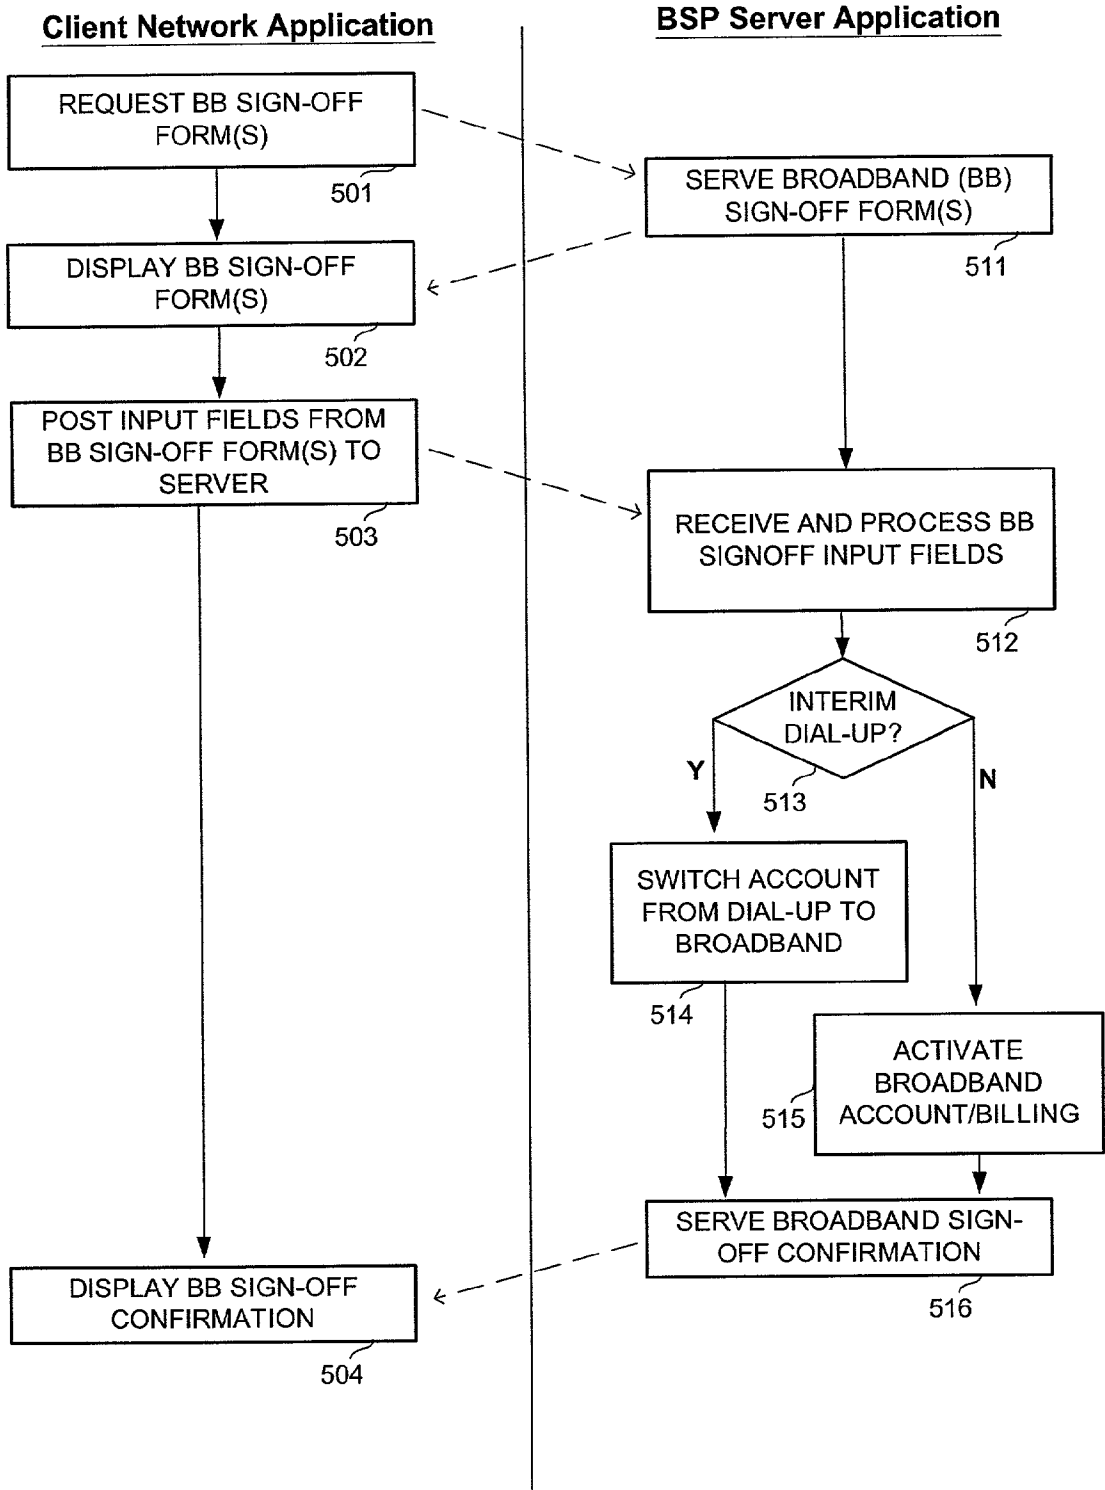 Client Network Application
REQUEST BB SIGN-OFF
FORM(S)
501
DISPLAY BB SIGN-OFF
FORM(S)
502
POST INPUT FIELDS FROM
BB SIGN-OFF FORM(S) TO
SERVER
503
DISPLAY BB SIGN-OFF
CONFIRMATION
504
BSP Server Application
SERVE BROADBAND (BB)
SIGN-OFF FORM(S)
511
RECEIVE AND PROCESS BB
SIGNOFF INPUT FIELDS
512
INTERIM
DIAL-UP?
513
Y
N
SWITCH ACCOUNT
FROM DIAL-UP TO
BROADBAND
514
ACTIVATE
BROADBAND
ACCOUNT/BILLING
515
SERVE BROADBAND SIGN-
OFF CONFIRMATION
516